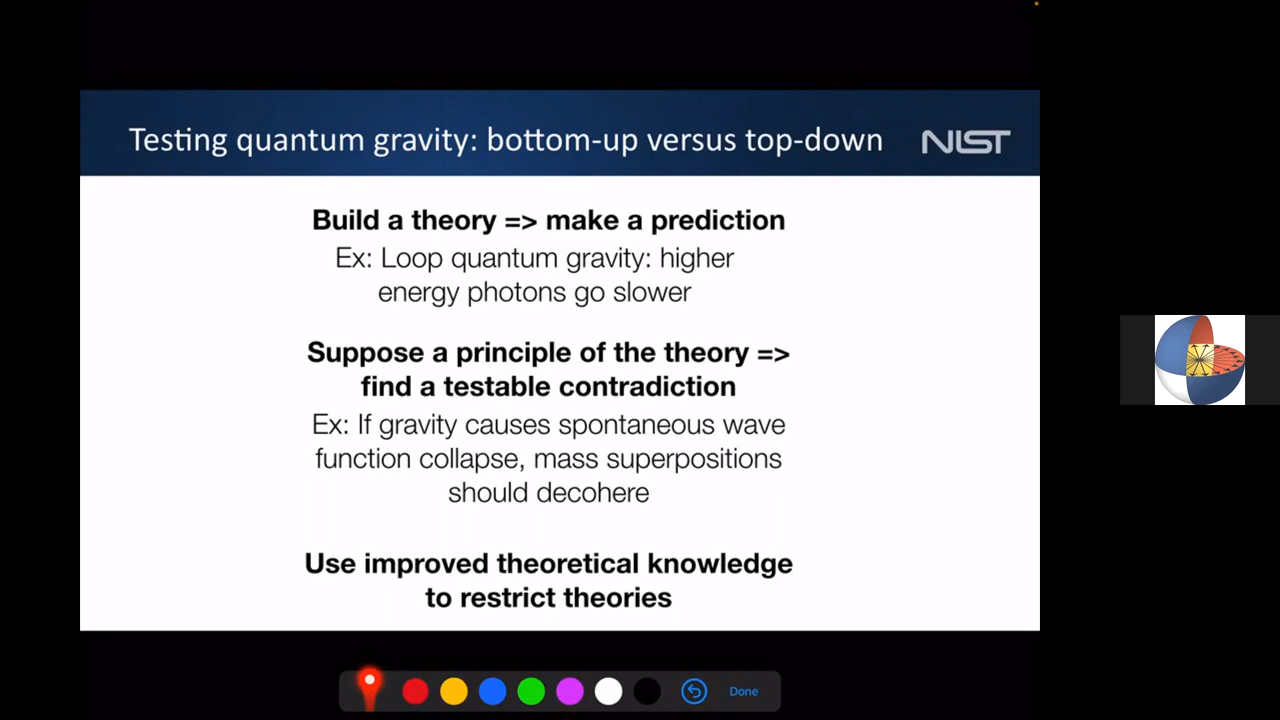 Testing quantum gravity: bottom-up versus top-down
NIST
Build a theory => make a prediction
Ex: Loop quantum gravity: higher
energy photons go slower
Suppose a principle of the theory =>
find a testable contradiction
Ex: If gravity causes spontaneous wave
function collapse, mass superpositions
should decohere
Use improved theoretical knowledge
to restrict theories
Done